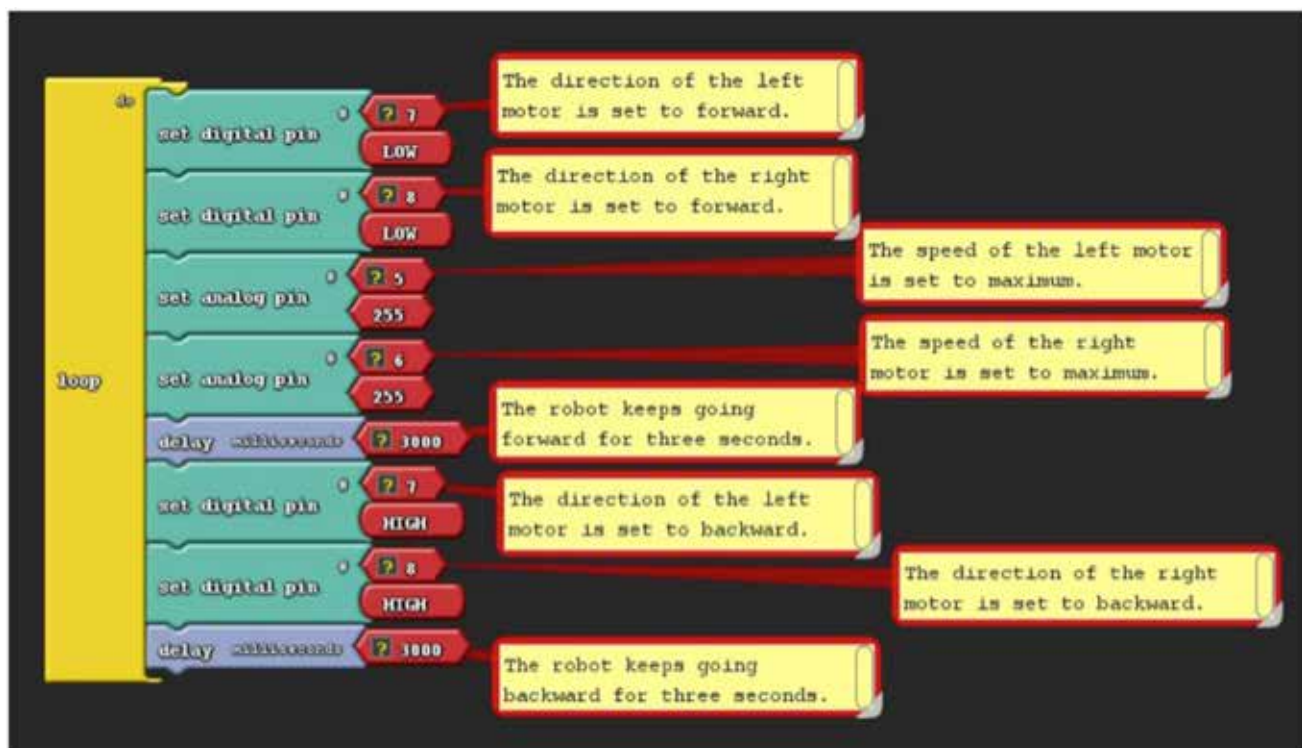 loop
do
set digital pin
#
? 7
LOW
The direction of the left
motor is set to forward.
set digital pin
#
? 8
LOW
The direction of the right
motor is set to forward.
set analog pin
#
? 5
255
The speed of the left motor
is set to maximum.
set analog pin
#
? 6
255
The speed of the right
motor is set to maximum.
delay milliseconds ? 3000
The robot keeps going
forward for three seconds.
set digital pin
#
? 7
HIGH
The direction of the left
motor is set to backward.
set digital pin
#
? 8
HIGH
The direction of the right
motor is set to backward.
delay milliseconds ? 3000
The robot keeps going
backward for three seconds.